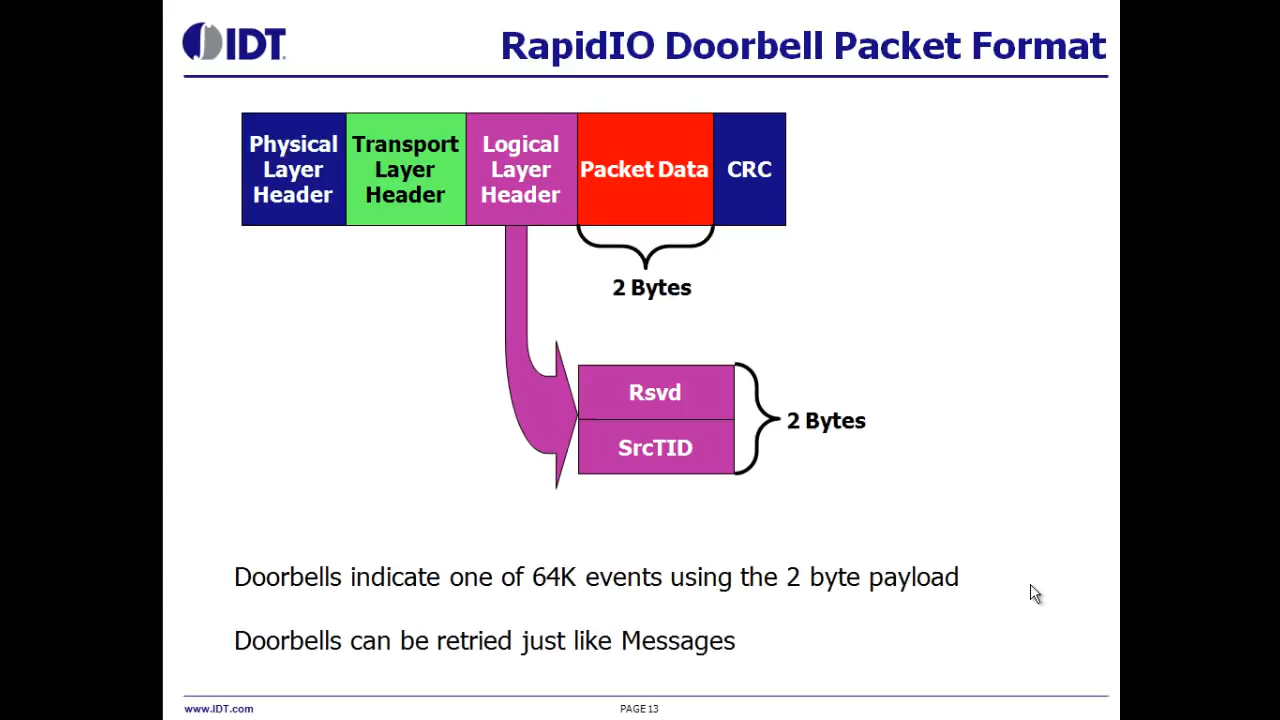 IDT
RapidIO Doorbell Packet Format
Physical
Layer
Header
Transport
Layer
Header
Logical
Layer
Header
Packet Data
CRC
2 Bytes
Rsvd
SrcTID
2 Bytes
Doorbells indicate one of 64K events using the 2 byte payload
Doorbells can be retried just like Messages
www.IDT.com
PAGE 13